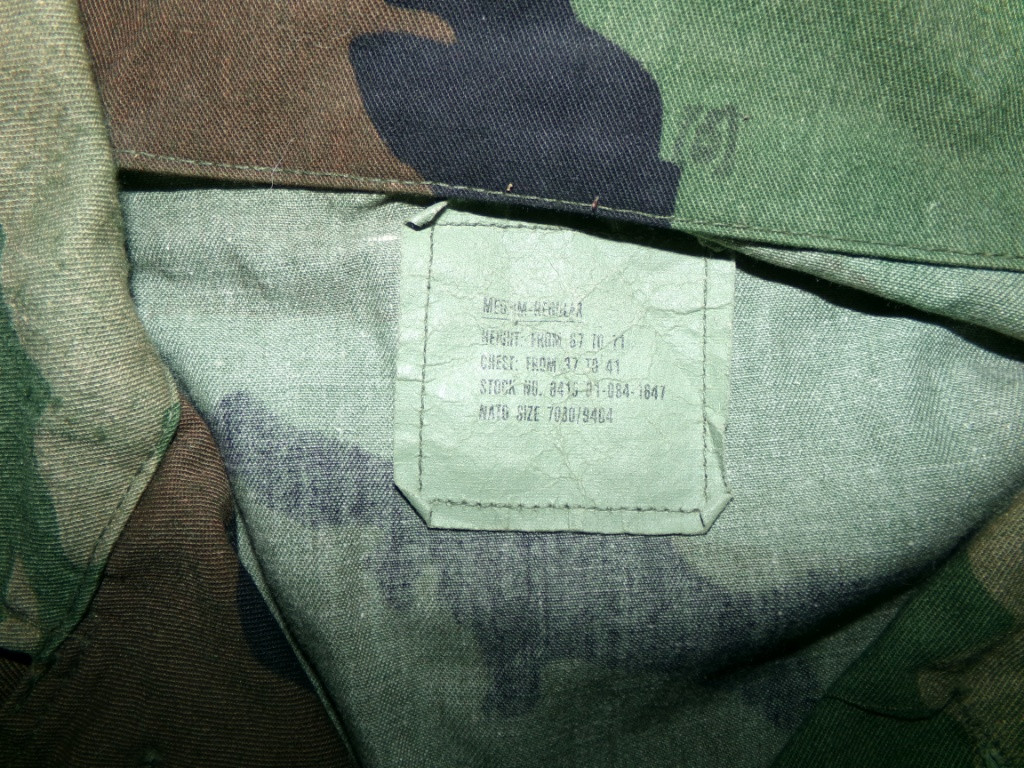 (5)
MEDIUM-REGULAR
HEIGHT: FROM 67 TO 71
CHEST: FROM 37 TO 41
STOCK NO. 8415-01-084-1647
NATO SIZE 7080/9404